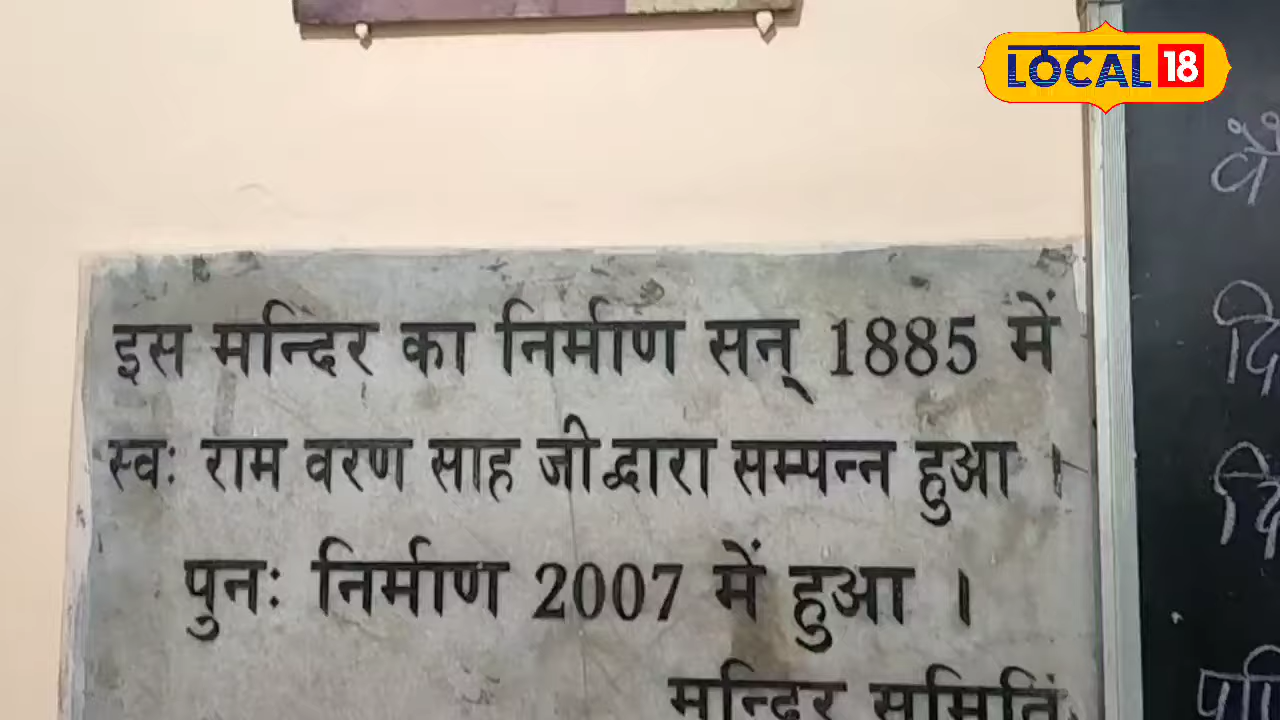 LOCAL 18
इस मन्दिर का निर्माण सन् 1885 में
स्वः राम वरण साह जी द्वारा सम्पन्न हुआ ।
पुनः निर्माण 2007 में हुआ ।
मन्दिर समिति